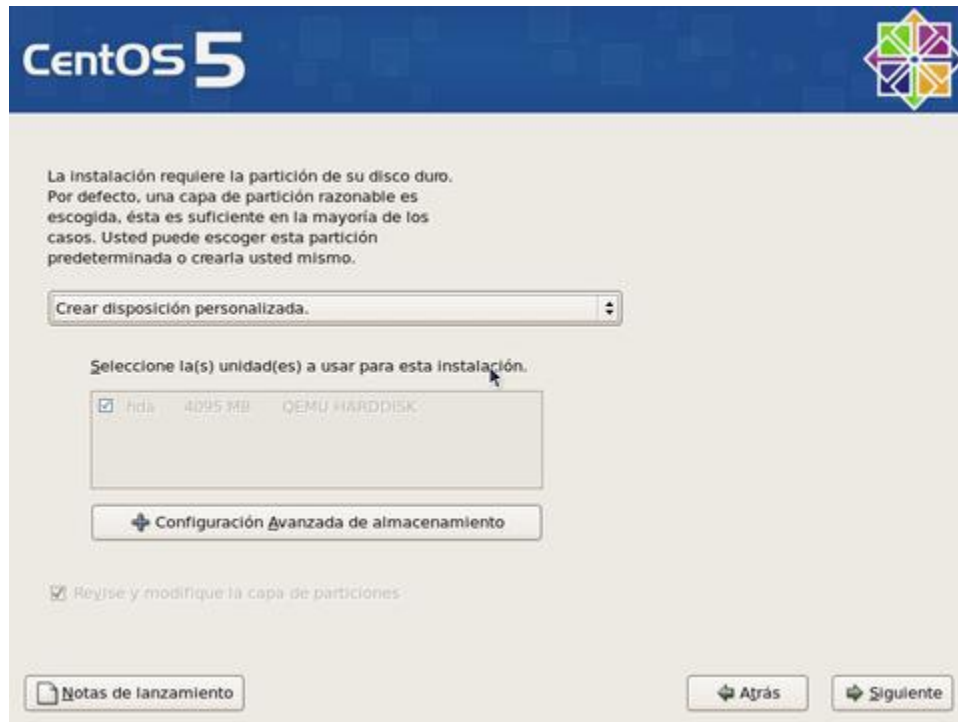 CentOS 5
La instalación requiere la partición de su disco duro.
Por defecto, una capa de partición razonable es
escogida, ésta es suficiente en la mayoría de los
casos. Usted puede escoger esta partición
predeterminada o crearla usted mismo.
Crear disposición personalizada.
Seleccione la(s) unidad(es) a usar para esta instalación.
hda 4095 MB QEMU HARDDISK
Configuración Avanzada de almacenamiento
Revise y modifique la capa de particiones
Notas de lanzamiento
Atrás
Siguiente